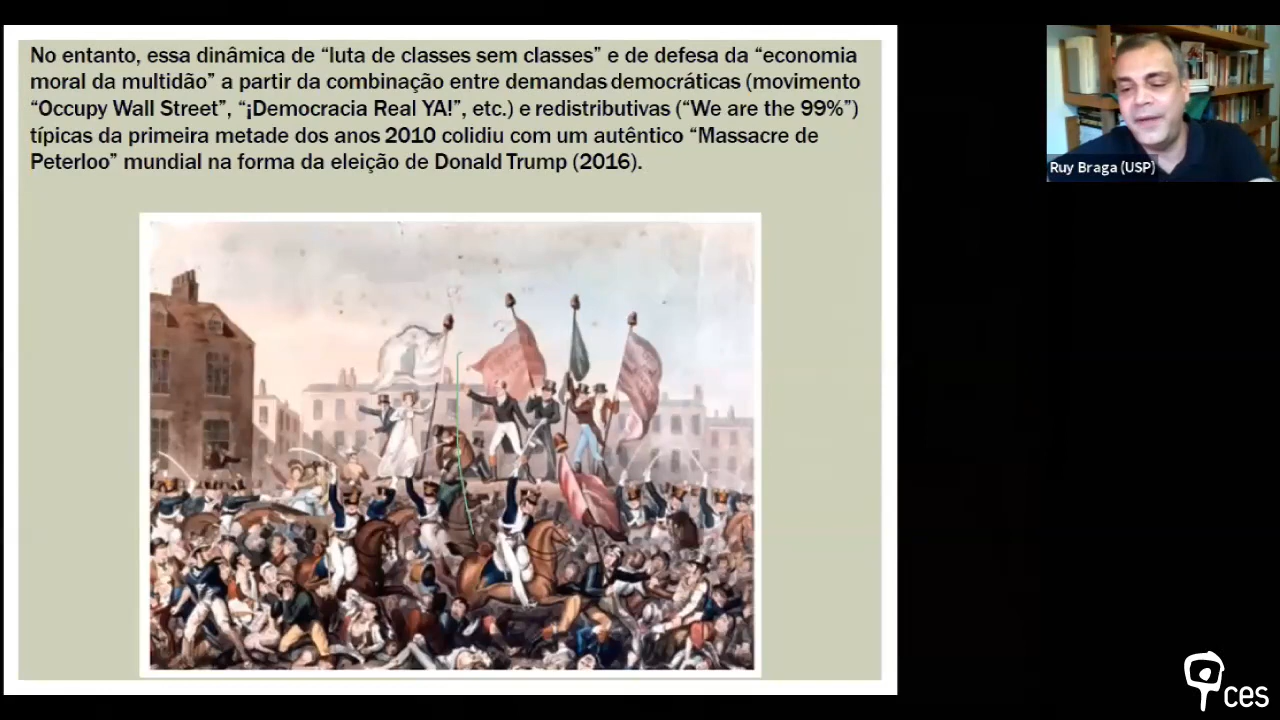 No entanto, essa dinâmica de “luta de classes sem classes” e de defesa da “economia
moral da multidão” a partir da combinação entre demandas democráticas (movimento
“Occupy Wall Street”, “¡Democracia Real YA!”, etc.) e redistributivas (“We are the 99%”)
típicas da primeira metade dos anos 2010 colidiu com um autêntico “Massacre de
Peterloo” mundial na forma da eleição de Donald Trump (2016).
Ruy Braga (USP)
ces